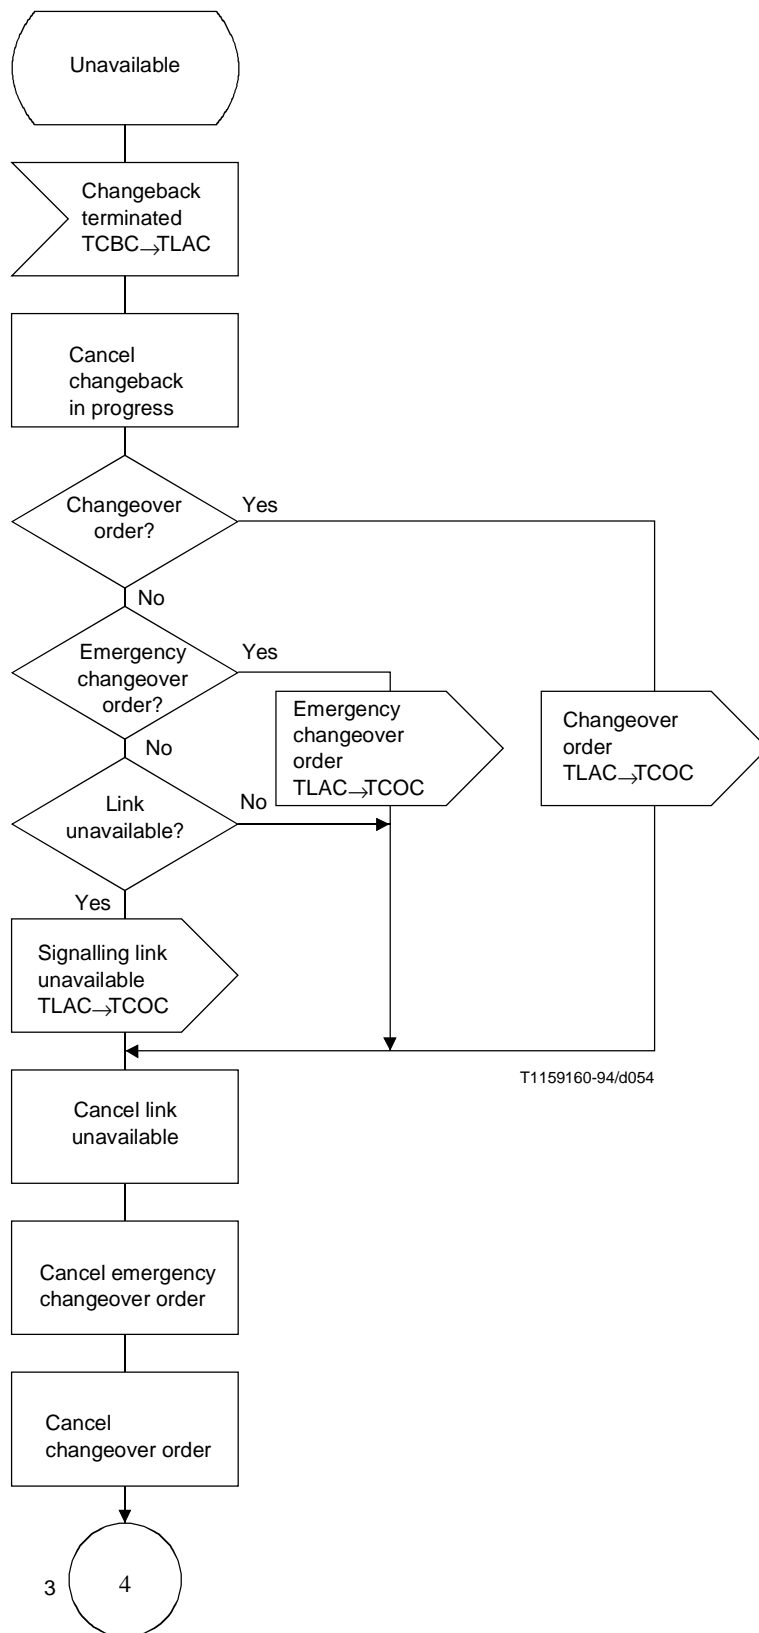 Unavailable
Changeback
terminated
TCBC→TLAC
Cancel
changeback
in progress
Changeover
order?
Yes
No
Emergency
changeover
order?
Yes
No
Emergency
changeover
order
TLAC→TCOC
Changeover
order
TLAC→TCOC
Link
unavailable?
No
Yes
Signalling link
unavailable
TLAC→TCOC
T1159160-94/d054
Cancel link
unavailable
Cancel emergency
changeover order
Cancel
changeover order
3
4